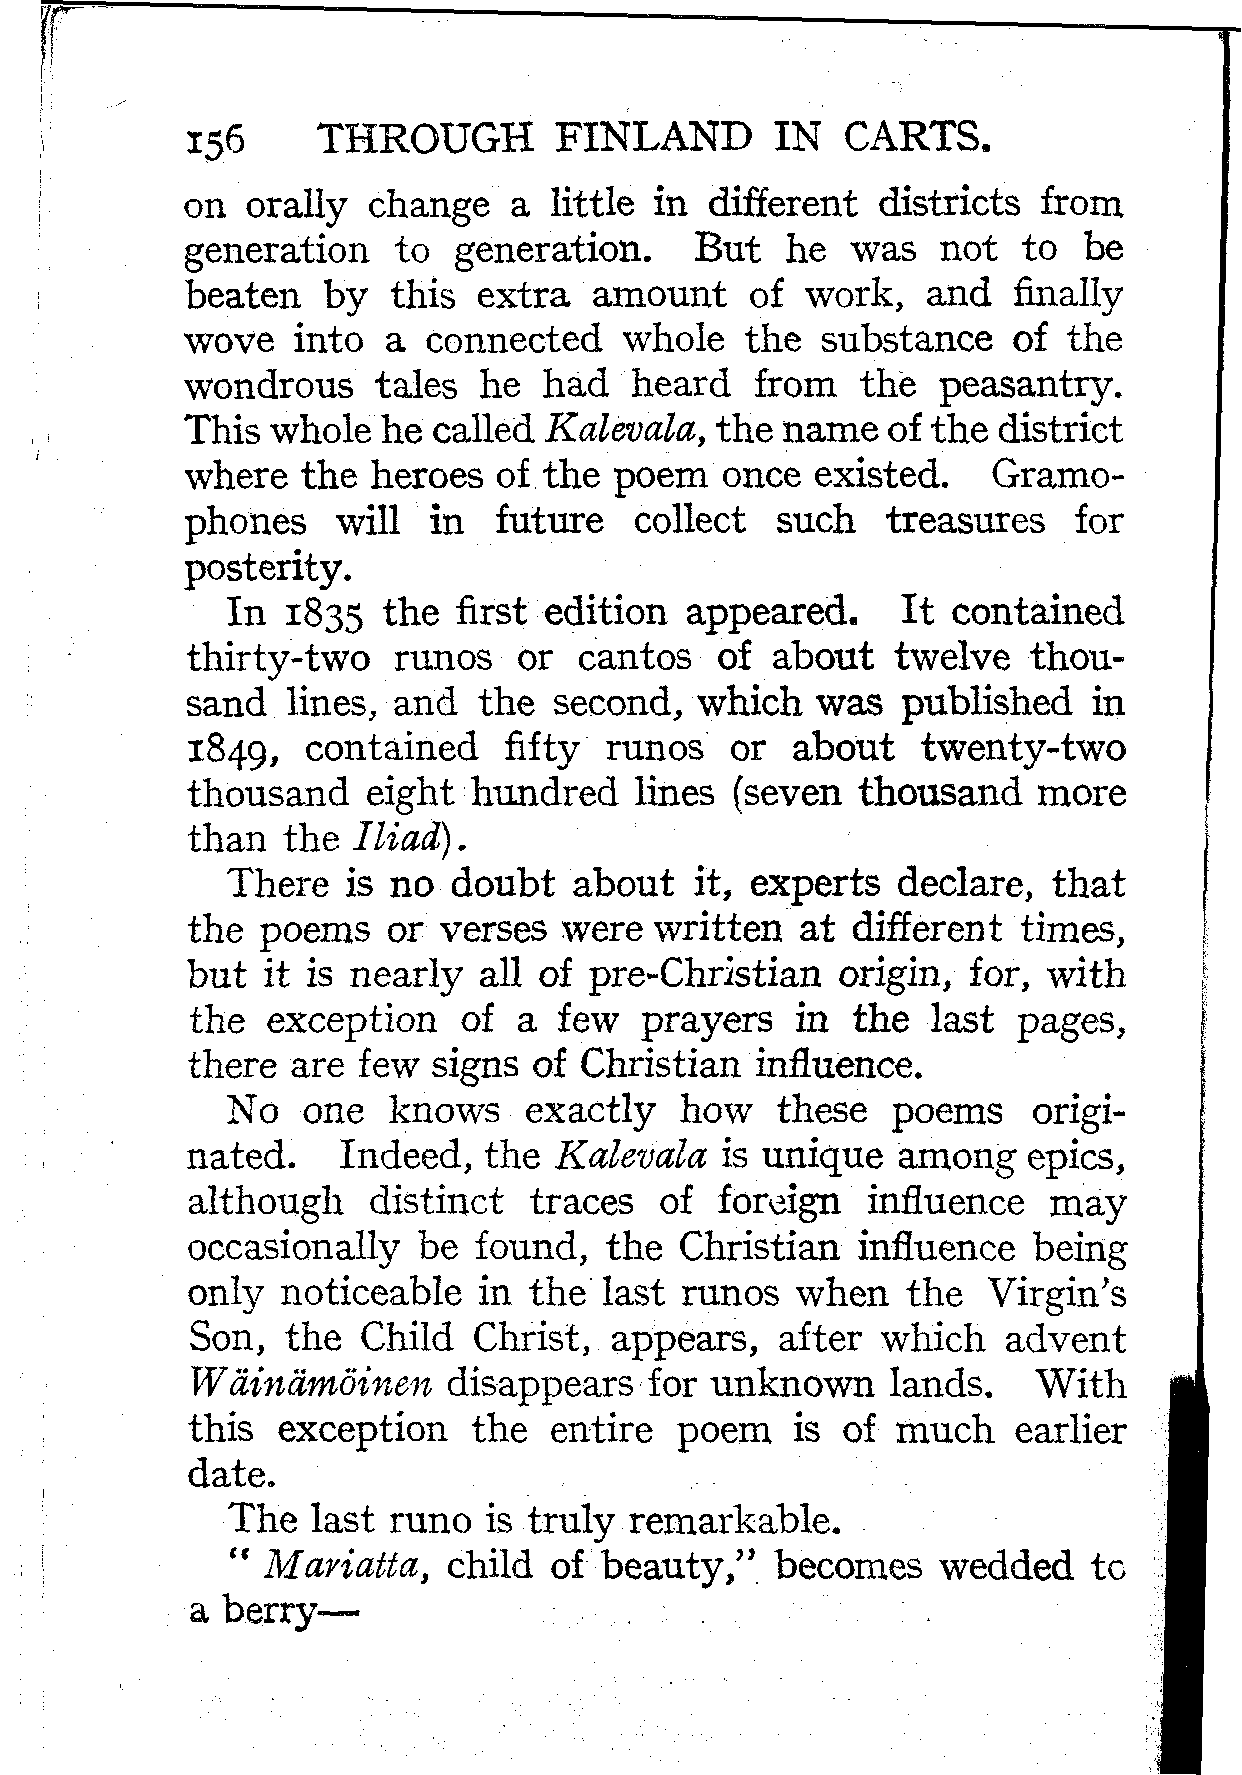 156 THROUGH FINLAND IN CARTS.
on orally change a little in different districts from
generation to generation. But he was not to be
beaten by this extra amount of work, and finally
wove into a connected whole the substance of the
wondrous tales he had heard from the peasantry.
This whole he called Kalevala, the name of the district
where the heroes of the poem once existed. Gramo-
phones will in future collect such treasures for
posterity.
In 1835 the first edition appeared. It contained
thirty-two runos or cantos of about twelve thou-
sand lines, and the second, which was published in
1849, contained fifty runos or about twenty-two
thousand eight hundred lines (seven thousand more
than the Iliad).
There is no doubt about it, experts declare, that
the poems or verses were written at different times,
but it is nearly all of pre-Christian origin, for, with
the exception of a few prayers in the last pages,
there are few signs of Christian influence.
No one knows exactly how these poems origi-
nated. Indeed, the Kalevala is unique among epics,
although distinct traces of foreign influence may
occasionally be found, the Christian influence being
only noticeable in the last runos when the Virgin's
Son, the Child Christ, appears, after which advent
Wäinämöinen disappears for unknown lands. With
this exception the entire poem is of much earlier
date.
The last runo is truly remarkable.
“ Mariatta, child of beauty,” becomes wedded to
a berry—